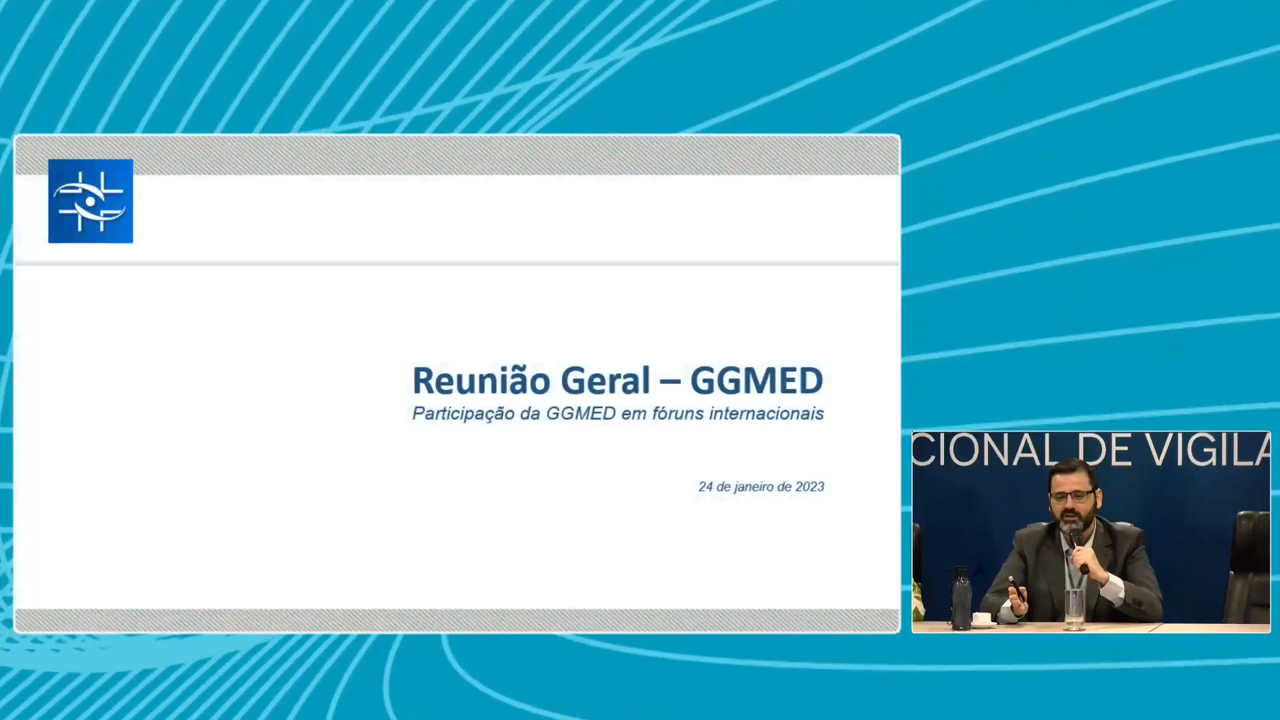 Reunião Geral – GGMED
Participação da GGMED em fóruns internacionais
24 de janeiro de 2023
CIONAL DE VIGILA